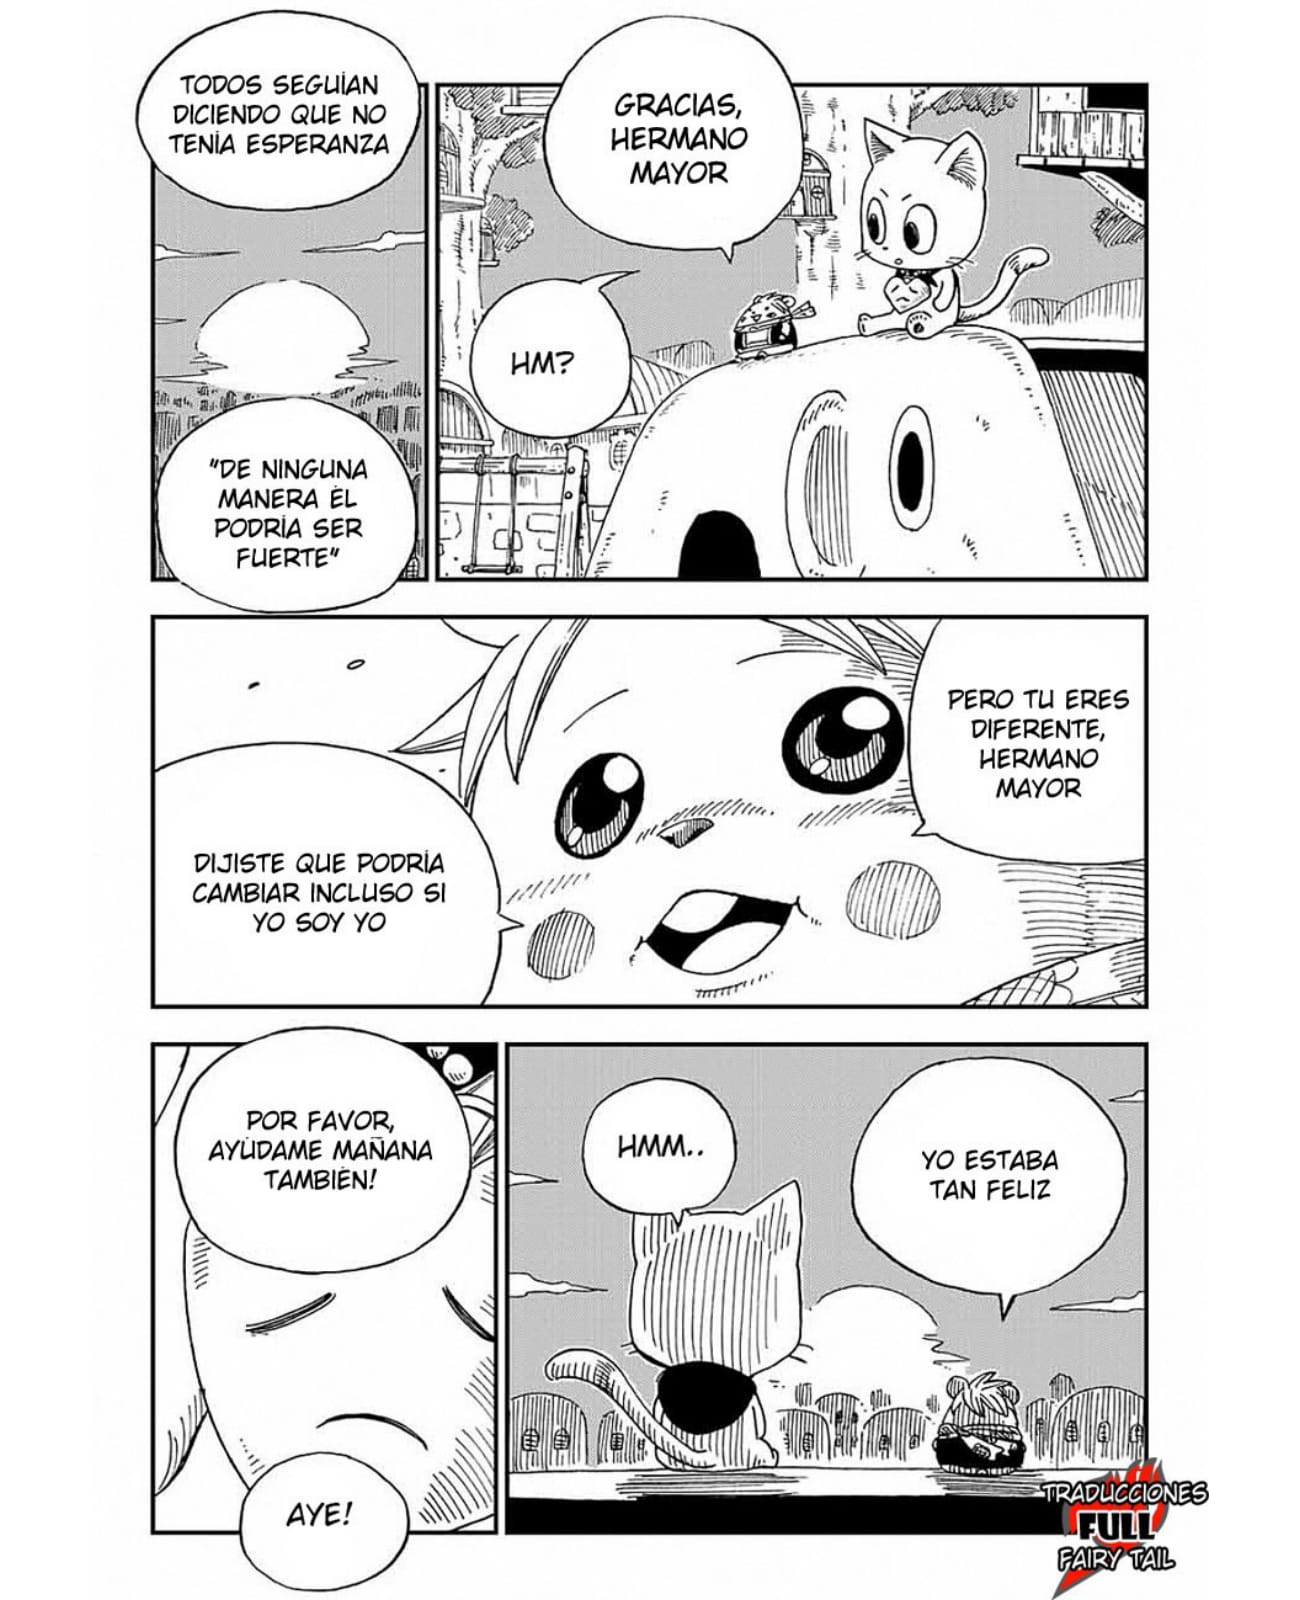 GRACIAS,
HERMANO
MAYOR
HM?
TODOS SEGUÍAN
DICIENDO QUE NO
TENÍA ESPERANZA
"DE NINGUNA
MANERA ÉL
PODRÍA SER
FUERTE"
PERO TU ERES
DIFERENTE,
HERMANO
MAYOR
DIJISTE QUE PODRÍA
CAMBIAR INCLUSO SI
YO SOY YO
YO ESTABA
TAN FELIZ
HMM..
POR FAVOR,
AYÚDAME MAÑANA
TAMBIÉN!
AYE!
TRADUCCIONES
FULL
FAIRY TAIL